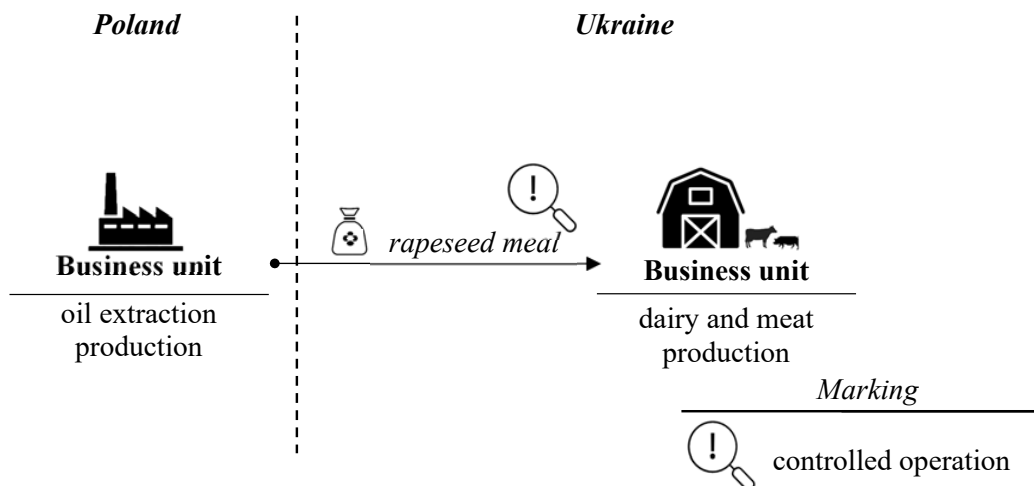 Poland
Ukraine
rapeseed meal
Business unit
oil extraction
production
Business unit
dairy and meat
production
Marking
controlled operation